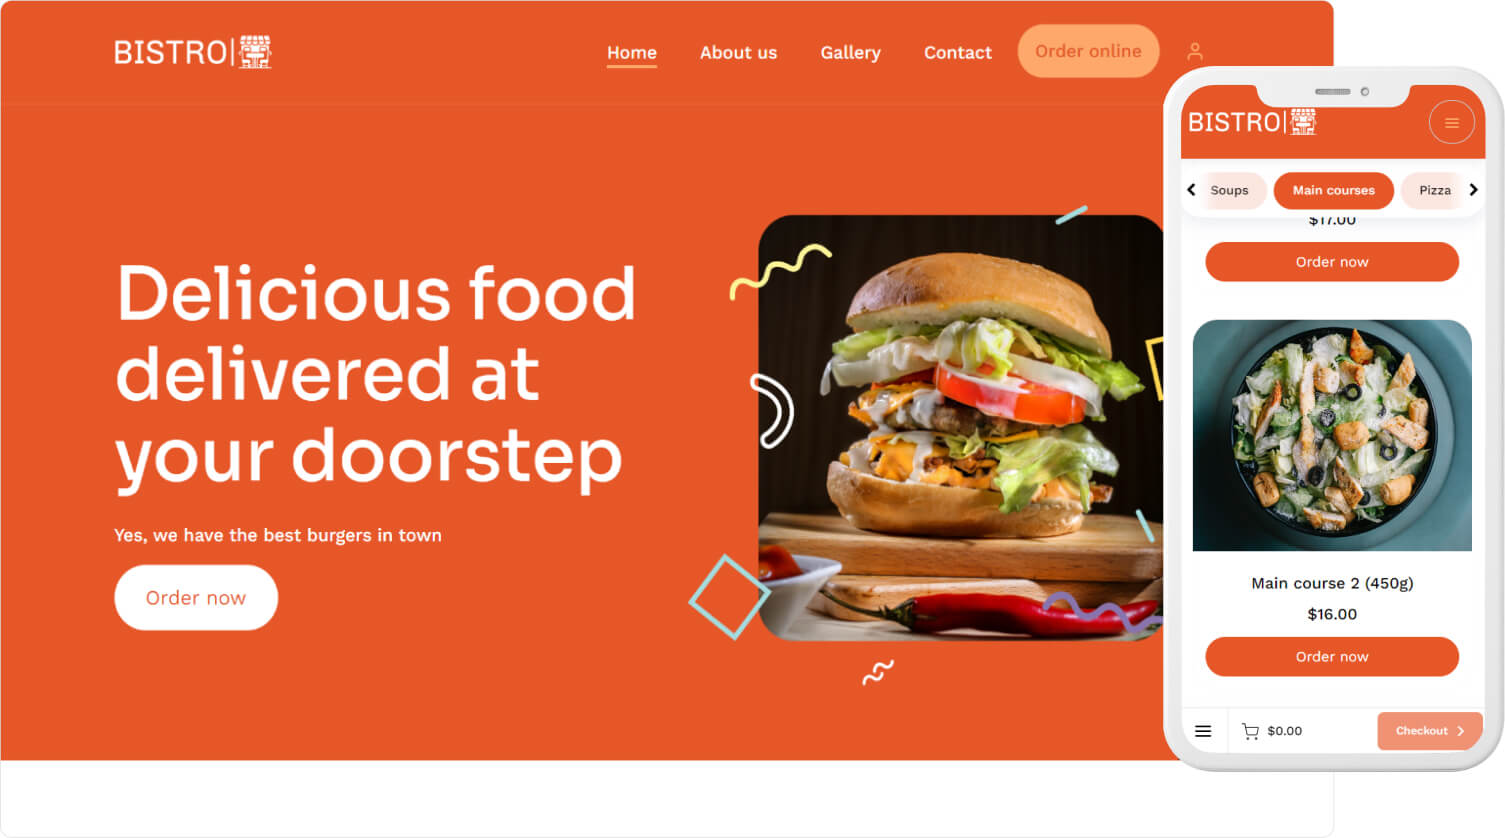 BISTRO
Home
About us
Gallery
Contact
Order online
Delicious food
delivered at
your doorstep
Yes, we have the best burgers in town
Order now
BISTRO
Soups
Main courses
Pizza
$17.00
Order now
Main course 2 (450g)
$16.00
Order now
$0.00
Checkout